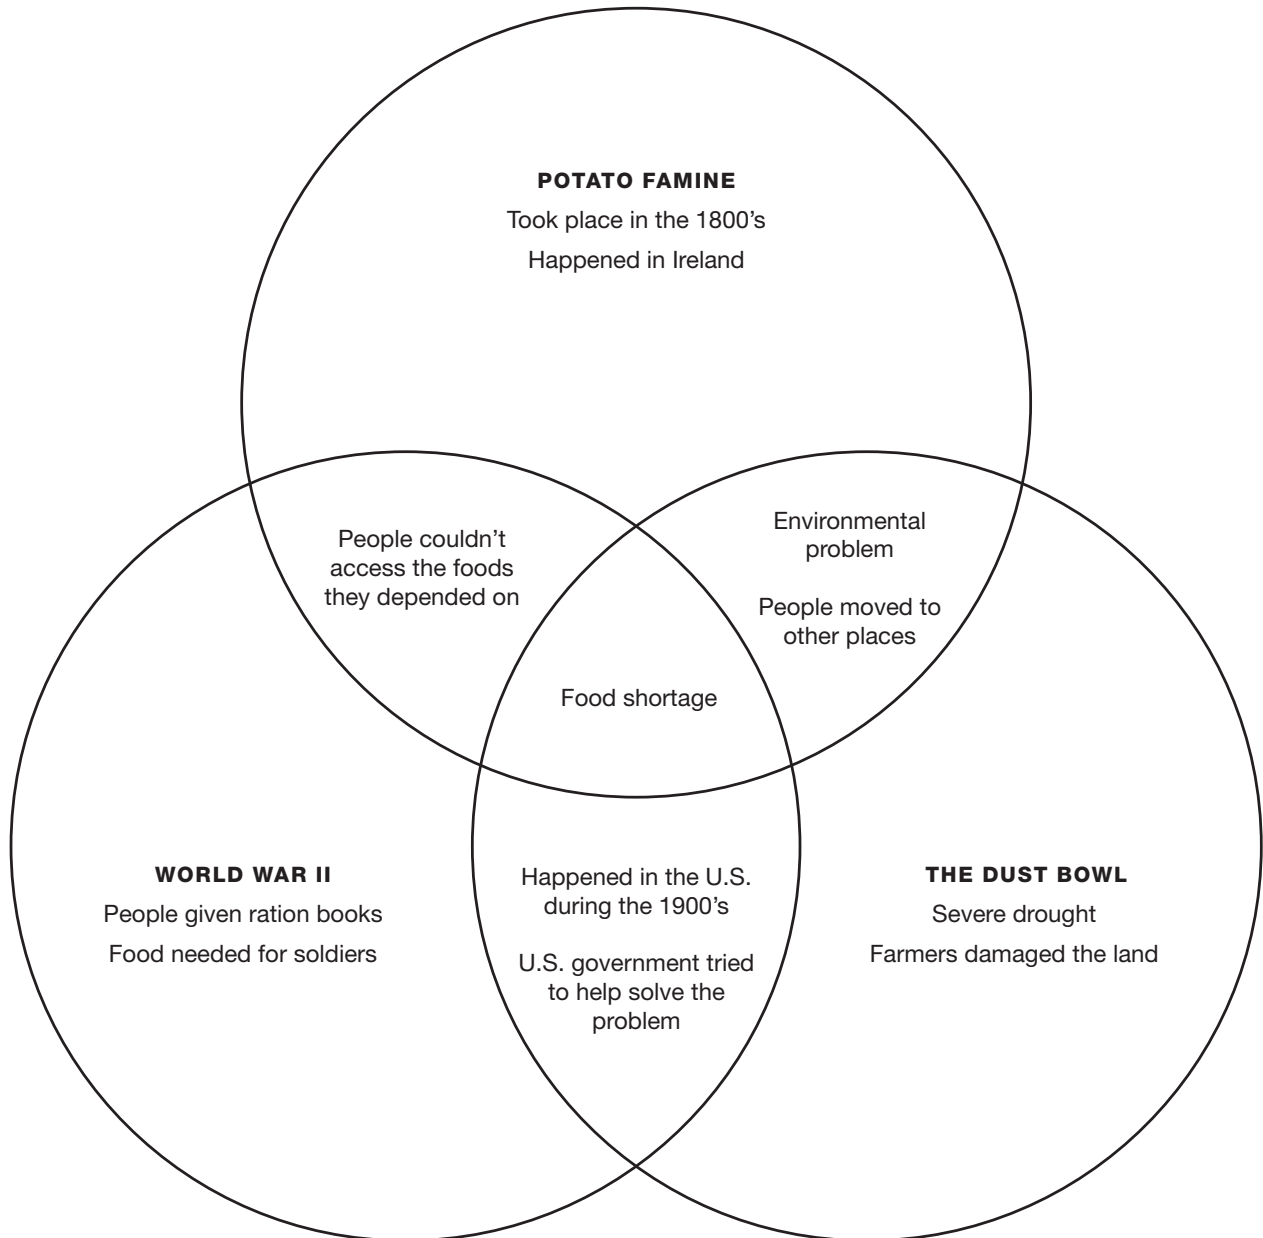 POTATO FAMINE
Took place in the 1800’s
Happened in Ireland
People couldn’t
access the foods
they depended on
Environmental
problem
People moved to
other places
Food shortage
WORLD WAR II
People given ration books
Food needed for soldiers
Happened in the U.S.
during the 1900’s
U.S. government tried
to help solve the
problem
THE DUST BOWL
Severe drought
Farmers damaged the land